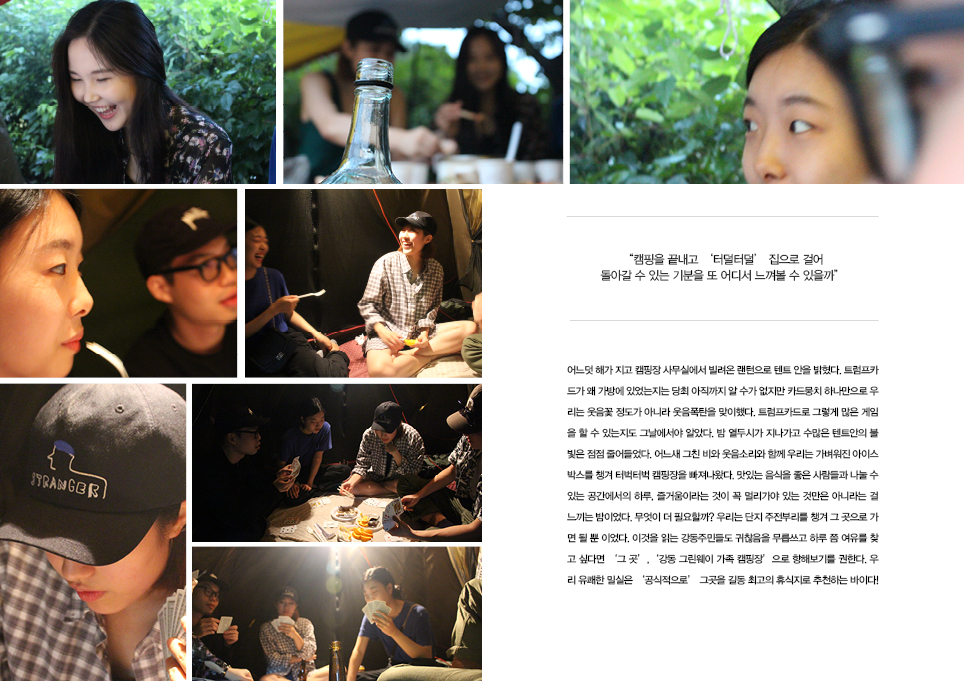 STRANGER
“캠핑을 끝내고 ‘터덜터덜’ 집으로 걸어
돌아갈 수 있는 기분을 또 어디서 느껴볼 수 있을까”
어느덧 해가 지고 캠핑장 사무실에서 빌려온 랜턴으로 텐트 안을 밝혔다. 트럼프카
드가 왜 가방에 있었는지는 당최 아직까지 알 수가 없지만 카드뭉치 하나만으로 우
리는 웃음꽃 정도가 아니라 웃음폭탄을 맞이했다. 트럼프카드로 그렇게 많은 게임
을 할 수 있는지도 그날에서야 알았다. 밤 열두시가 지나가고 수많은 텐트안의 불
빛은 점점 줄어들었다. 어느새 그친 비와 웃음소리와 함께 우리는 가벼워진 아이스
박스를 챙겨 터벅터벅 캠핑장을 빠져나왔다. 맛있는 음식을 좋은 사람들과 나눌 수
있는 공간에서의 하루, 즐거움이라는 것이 꼭 멀리가야 있는 것만은 아니라는 걸
느끼는 밤이었다. 무엇이 더 필요할까? 우리는 단지 주전부리를 챙겨 그 곳으로 가
면 될 뿐 이었다. 이것을 읽는 강동주민들도 귀찮음을 무릅쓰고 하루 쯤 여유를 찾
고 싶다면 ‘그 곳’, ‘강동 그린웨이 가족 캠핑장’ 으로 향해보기를 권한다. 우
리 유쾌한 밀실은 ‘공식적으로’ 그곳을 길동 최고의 휴식지로 추천하는 바이다!